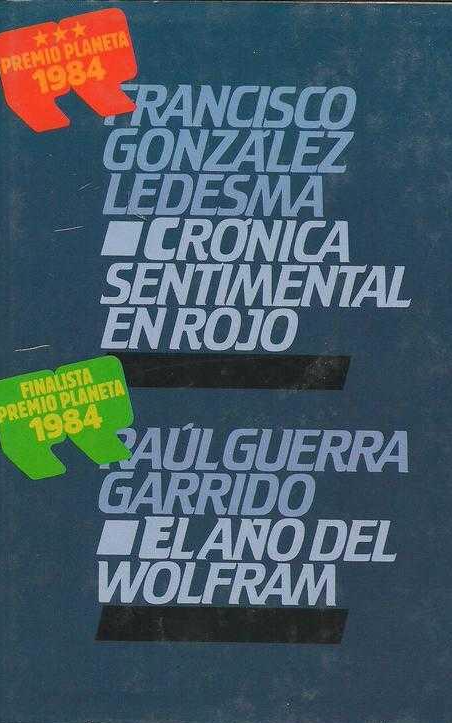 ★★★
PREMIO PLANETA
1984
FRANCISCO
GONZÁLEZ
LEDESMA
■CRÓNICA
SENTIMENTAL
EN ROJO
FINALISTA
PREMIO PLANETA
1984
RAÚL GUERRA
GARRIDO
■EL AÑO DEL
WOLFRAM